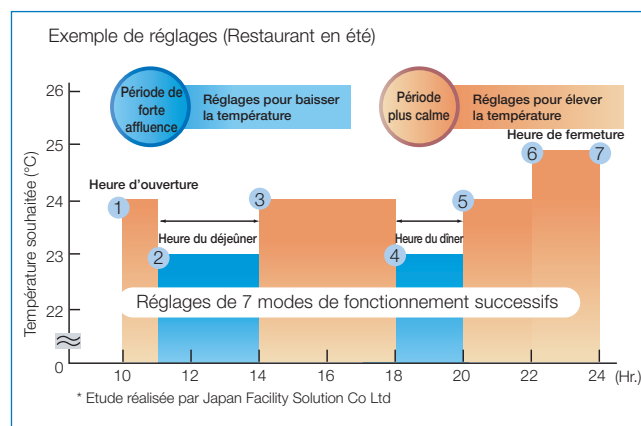 Exemple de réglages (Restaurant en été)
Période de
forte
affluence
Réglages pour baisser
la température
Période
plus calme
Réglages pour élever
la température
Heure de fermeture
Heure d'ouverture
Température souhaitée (°C)
26
25
24
23
22
0
1
2
3
4
5
6
7
Heure du déjeûner
Heure du dîner
Réglages de 7 modes de fonctionnement successifs
10 11 12 14 16 18 20 22 24 (Hr.)
* Etude réalisée par Japan Facility Solution Co Ltd